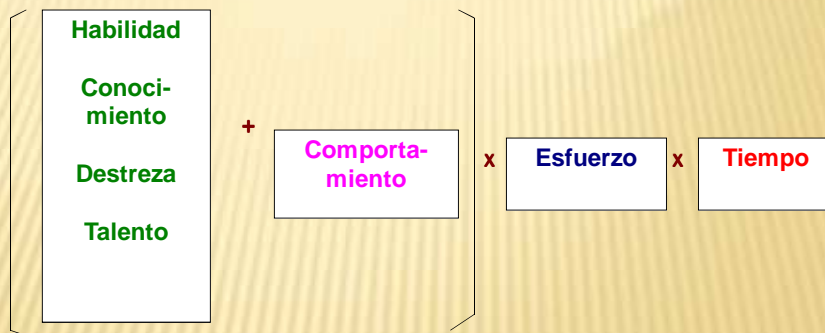 Habilidad
Conoci-
miento
Destreza
Talento
+
Comporta-
miento
x
Esfuerzo
x
Tiempo